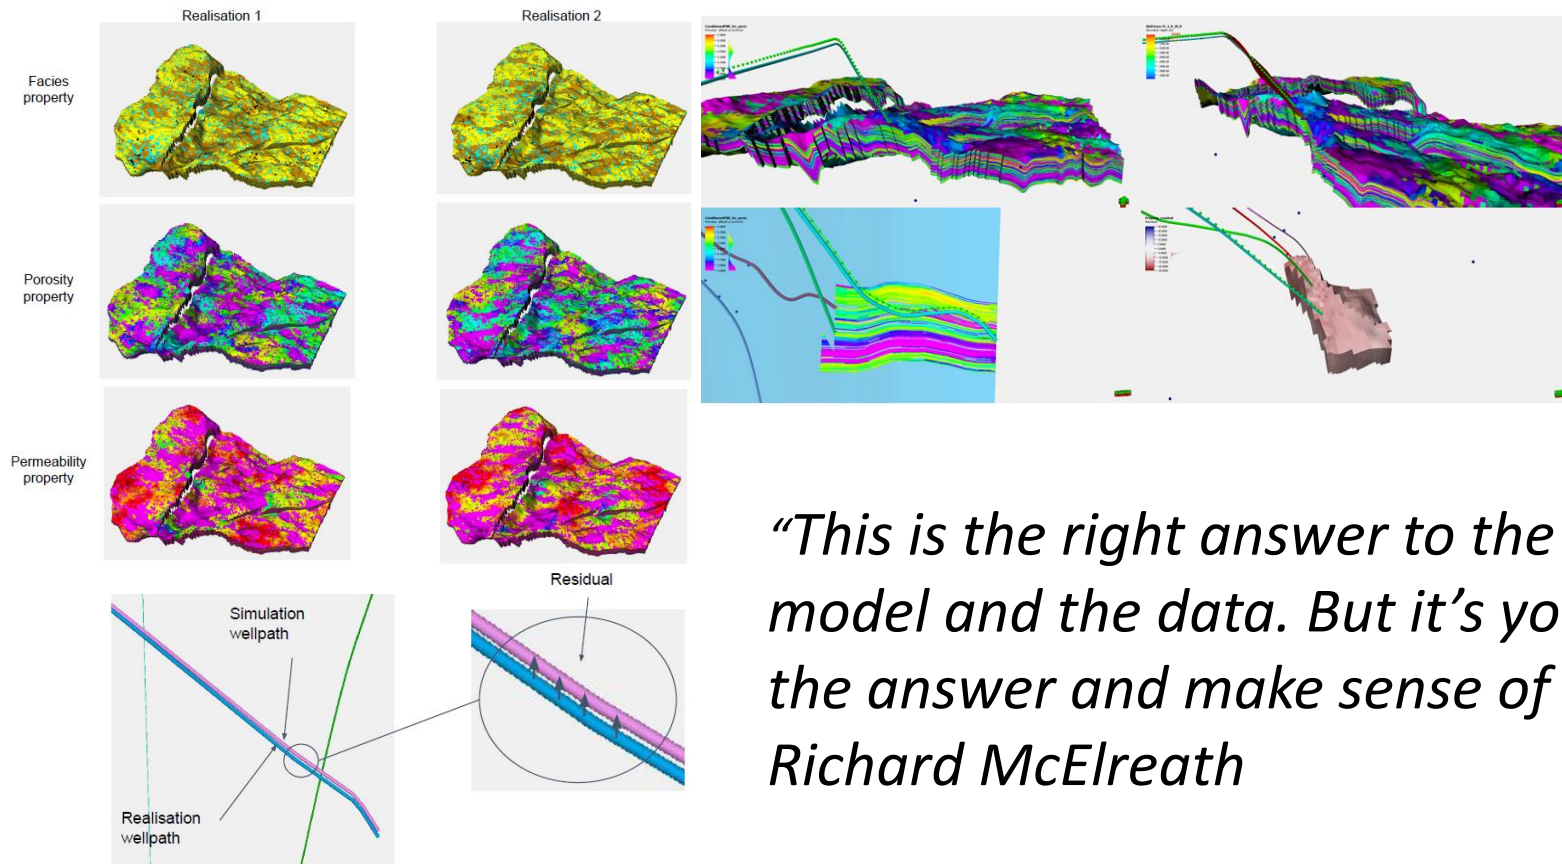 Realisation 1
Realisation 2
Facies
property
Porosity
property
Permeability
property
Residual
Simulation
wellpath
Realisation
wellpath
“This is the right answer to the
model and the data. But it’s yo
the answer and make sense of
Richard McElreath